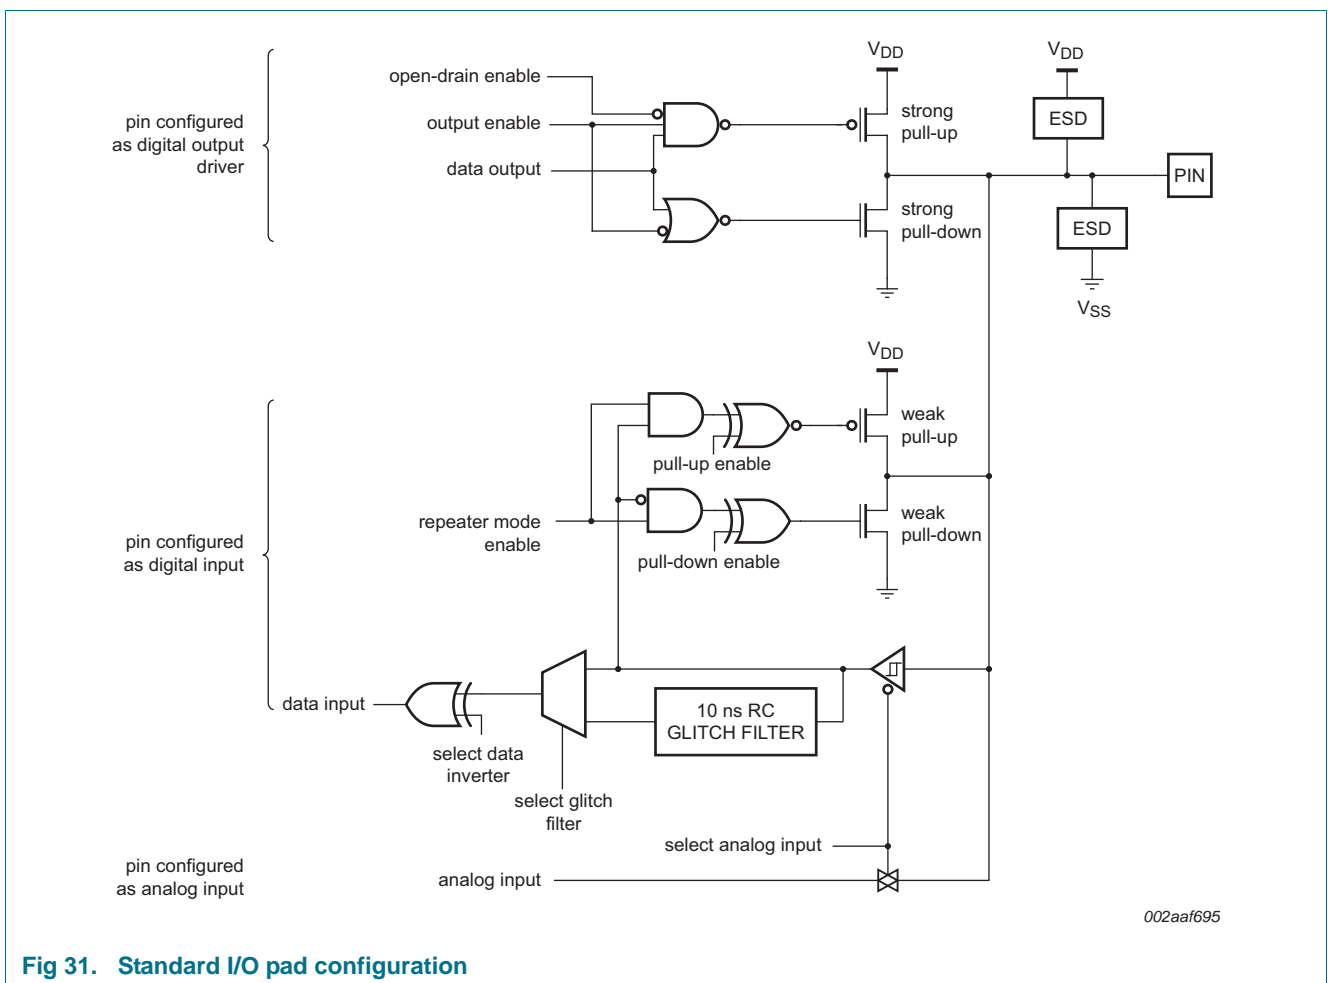 VDD
VDD
open-drain enable
output enable
data output
pin configured
as digital output
driver
strong
pull-up
ESD
PIN
strong
pull-down
ESD
VSS
VDD
weak
pull-up
pull-up enable
repeater mode
enable
weak
pull-down
pull-down enable
pin configured
as digital input
data input
10 ns RC
GLITCH FILTER
select data
inverter
select glitch
filter
select analog input
pin configured
as analog input
analog input
002aaf695
Fig 31. Standard I/O pad configuration